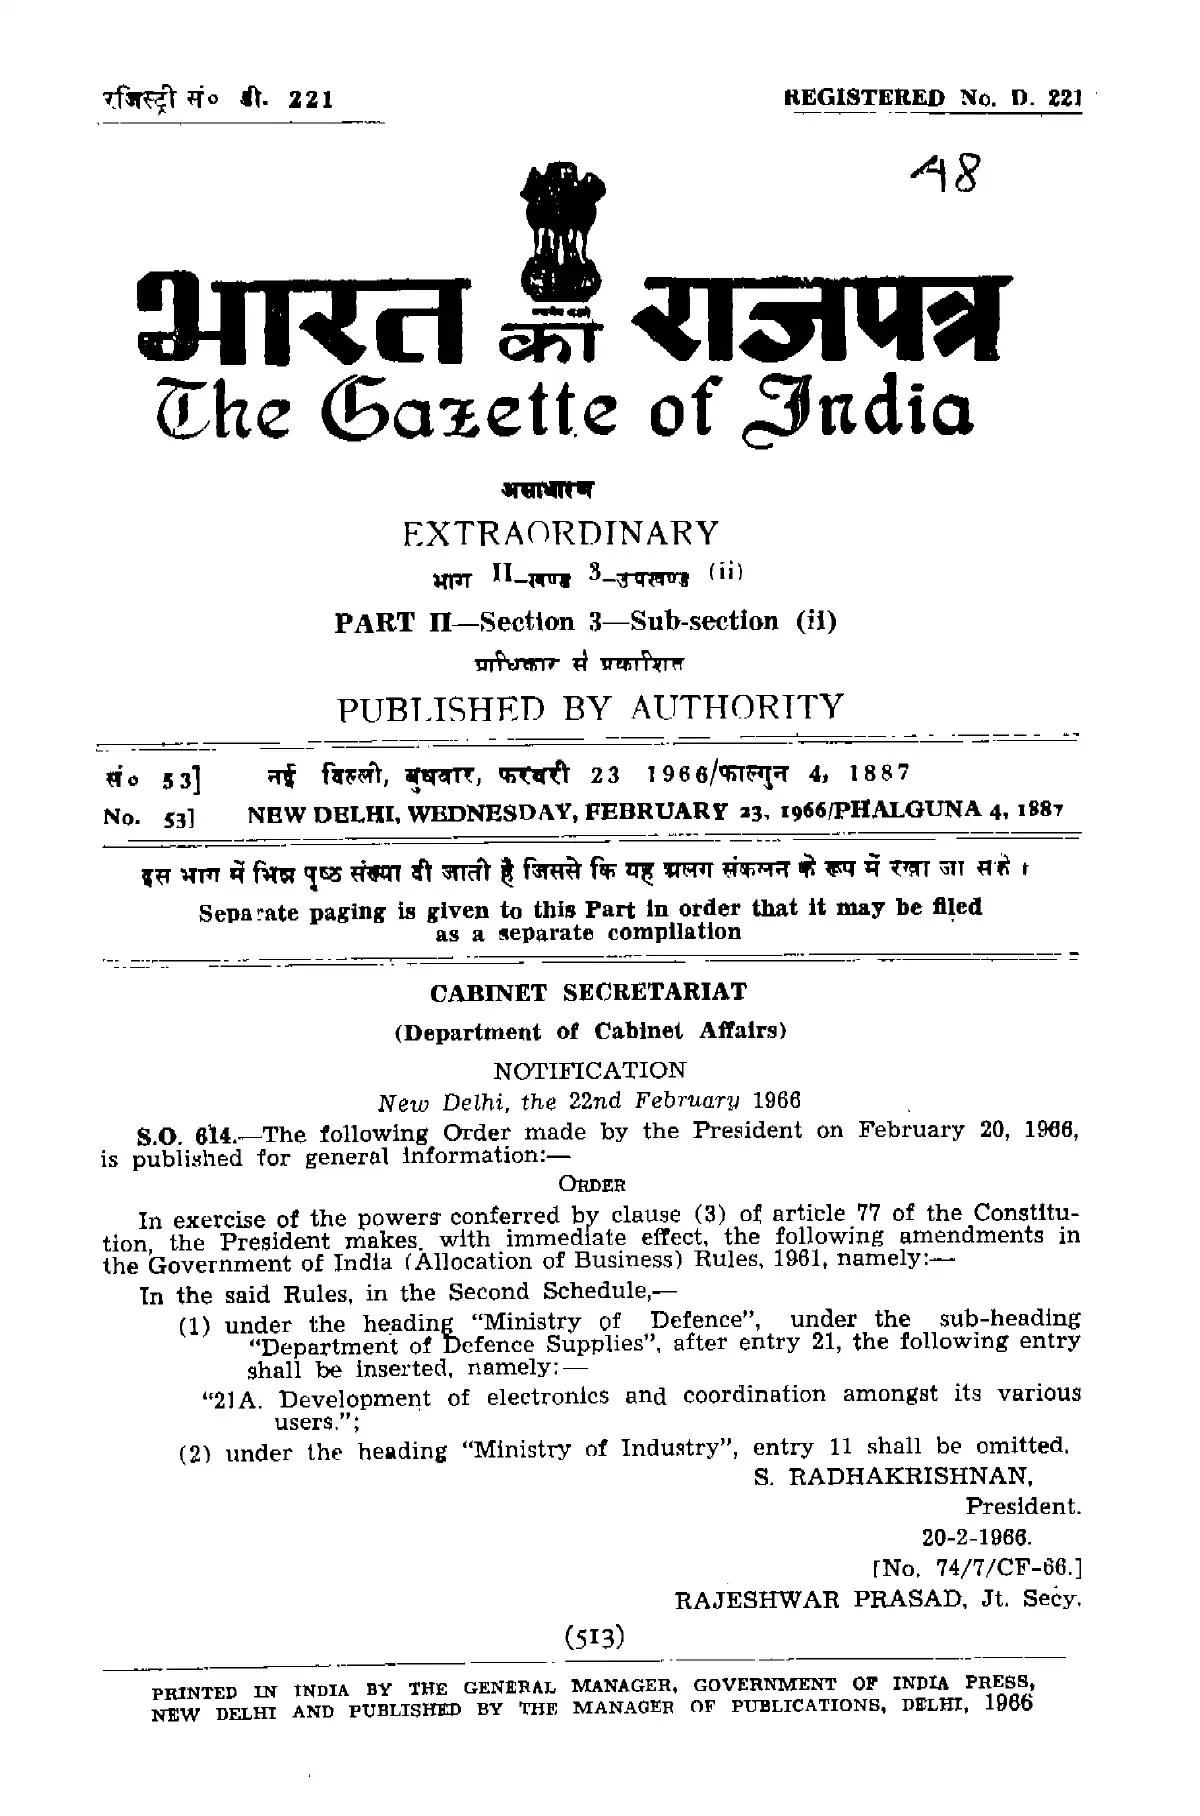 रजिस्ट्री सं० डी. 221
REGISTERED No. D. 221
A8
भारत का राजपत्र
The Gazette of India
असाधारण
EXTRAORDINARY
भाग II—खण्ड 3—उपखण्ड (ii)
PART II—Section 3—Sub-section (ii)
प्राधिकार से प्रकाशित
PUBLISHED BY AUTHORITY
सं० 53] नई दिल्ली, बुधवार, फरवरी 23 1966/फाल्गुन 4, 1887
No. 53] NEW DELHI, WEDNESDAY, FEBRUARY 23, 1966/PHALGUNA 4, 1887
इस भाग में भिन्न पृष्ठ संख्या दी जाती है जिससे कि यह अलग संकलन के रूप में रखा जा सके ।
Separate paging is given to this Part in order that it may be filed
as a separate compilation
CABINET SECRETARIAT
(Department of Cabinet Affairs)
NOTIFICATION
New Delhi, the 22nd February 1966
S.O. 614.—The following Order made by the President on February 20, 1966,
is published for general information:—
ORDER
In exercise of the powers conferred by clause (3) of article 77 of the Constitu-
tion, the President makes, with immediate effect, the following amendments in
the Government of India (Allocation of Business) Rules, 1961, namely:—
In the said Rules, in the Second Schedule,—
(1) under the heading “Ministry of Defence”, under the sub-heading
“Department of Defence Supplies”, after entry 21, the following entry
shall be inserted, namely:—
“21A. Development of electronics and coordination amongst its various
users.”;
(2) under the heading “Ministry of Industry”, entry 11 shall be omitted.
S. RADHAKRISHNAN,
President.
20-2-1966.
[No. 74/7/CF-66.]
RAJESHWAR PRASAD, Jt. Secy.
(513)
PRINTED IN INDIA BY THE GENERAL MANAGER, GOVERNMENT OF INDIA PRESS,
NEW DELHI AND PUBLISHED BY THE MANAGER OF PUBLICATIONS, DELHI, 1966